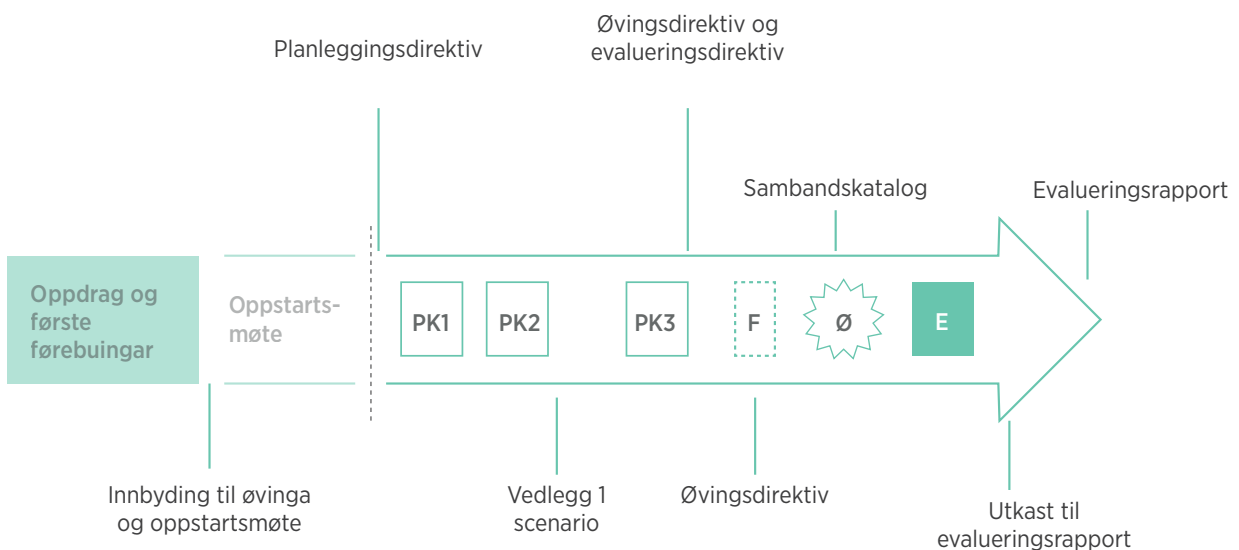 Planleggingsdirektiv
Øvingsdirektiv og
evalueringsdirektiv
Sambandskatalog
Evalueringsrapport
Oppdrag og
første
førebuingar
Oppstarts-
møte
PK1
PK2
PK3
F
Ø
E
Innbyding til øvinga
og oppstartsmøte
Vedlegg 1
scenario
Øvingsdirektiv
Utkast til
evalueringsrapport